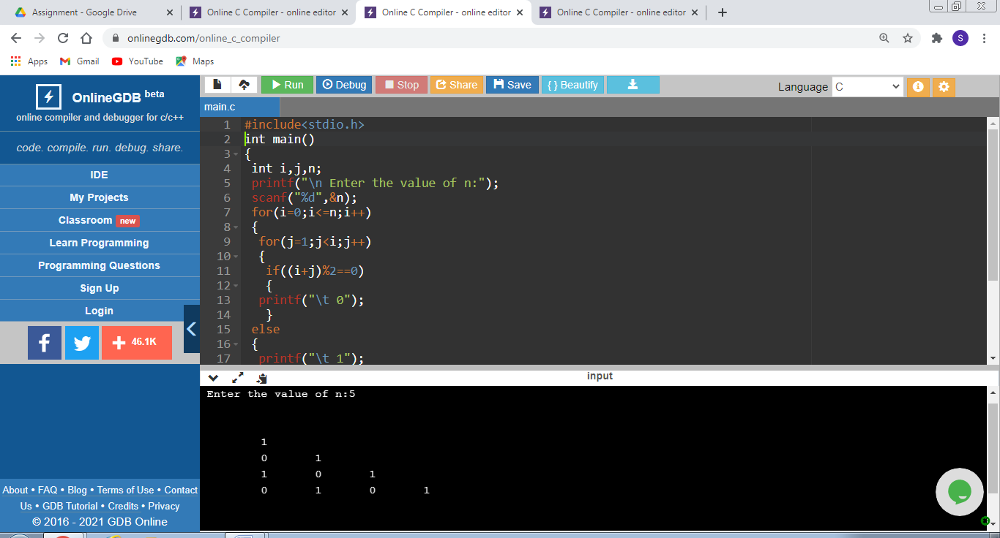 Assignment - Google Drive × Online C Compiler - online editor × Online C Compiler - online editor × Online C Compiler - online editor × +
onlinegdb.com/online_c_compiler S
Apps Gmail YouTube Maps
OnlineGDB beta
online compiler and debugger for c/c++
code. compile. run. debug. share.
IDE
My Projects
Classroom new
Learn Programming
Programming Questions
Sign Up
Login
f + 46.1K
About • FAQ • Blog • Terms of Use • Contact
Us • GDB Tutorial • Credits • Privacy
© 2016 - 2021 GDB Online
Run Debug Stop Share Save { } Beautify Language C
main.c
1 #include<stdio.h>
2 int main()
3 {
4 int i,j,n;
5 printf("\n Enter the value of n:");
6 scanf("%d",&n);
7 for(i=0;i<=n;i++)
8 {
9 for(j=1;j<i;j++)
10 {
11 if((i+j)%2==0)
12 {
13 printf("\t 0");
14 }
15 else
16 {
17 printf("\t 1");
input
Enter the value of n:5
1
0 1
1 0 1
0 1 0 1